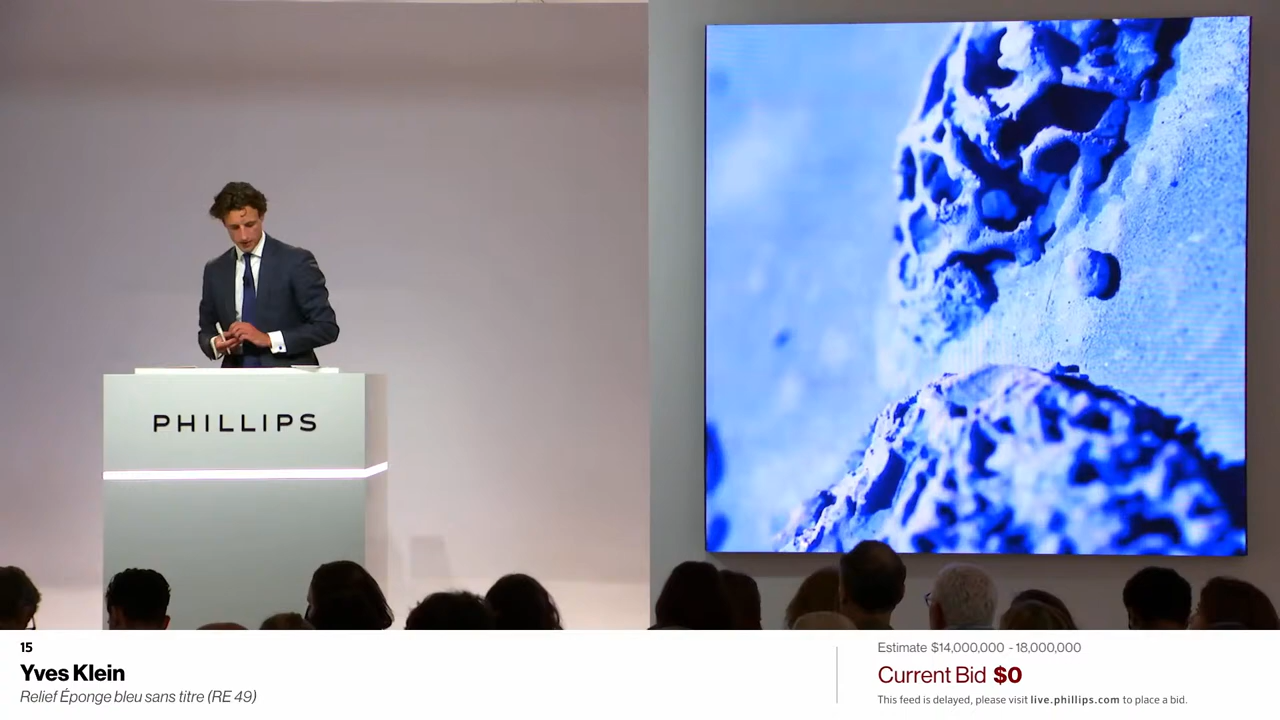 PHILLIPS
15
Yves Klein
Relief Éponge bleu sans titre (RE 49)
Estimate $14,000,000 - 18,000,000
Current Bid $0
This feed is delayed, please visit live.phillips.com to place a bid.